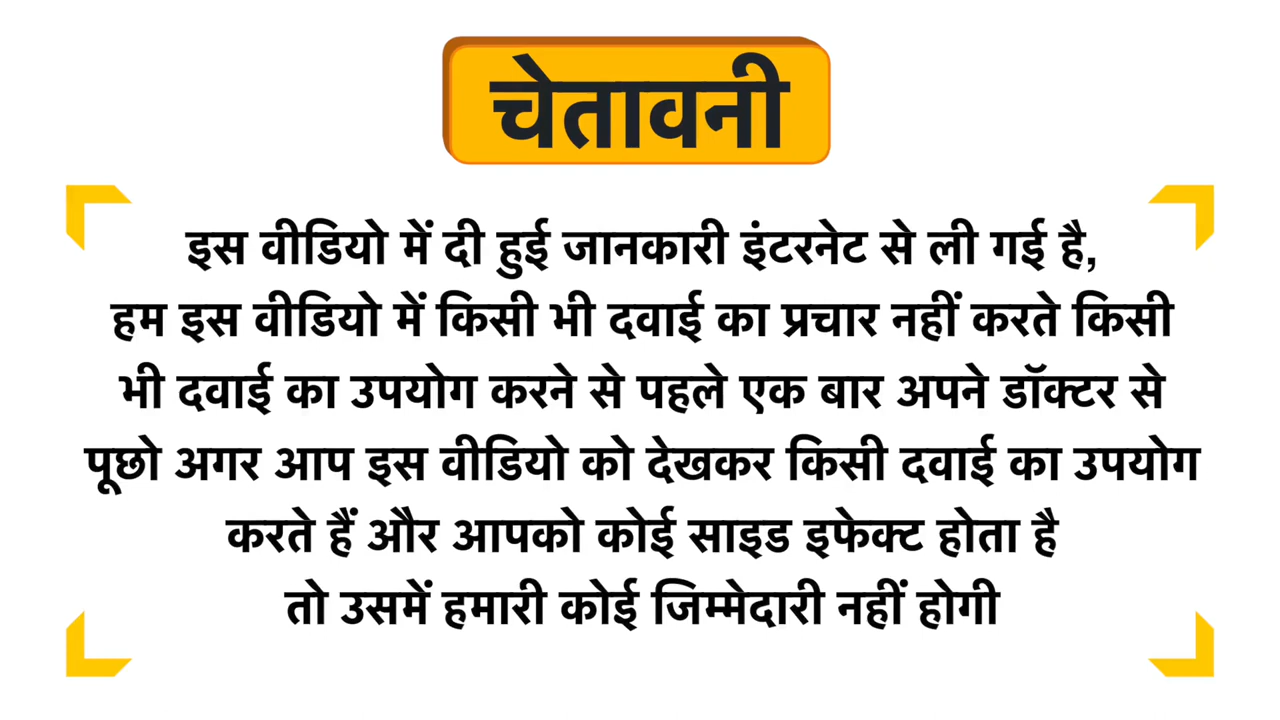 चेतावनी
इस वीडियो में दी हुई जानकारी इंटरनेट से ली गई है,
हम इस वीडियो में किसी भी दवाई का प्रचार नहीं करते किसी
भी दवाई का उपयोग करने से पहले एक बार अपने डॉक्टर से
पूछो अगर आप इस वीडियो को देखकर किसी दवाई का उपयोग
करते हैं और आपको कोई साइड इफेक्ट होता है
तो उसमें हमारी कोई जिम्मेदारी नहीं होगी